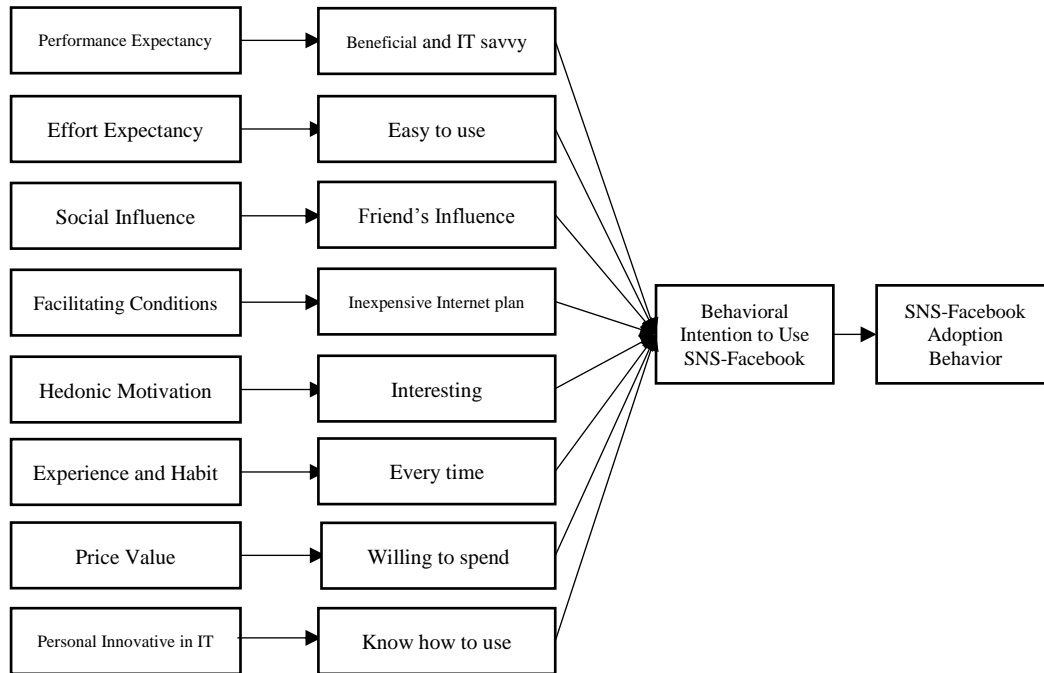 Performance Expectancy
Beneficial and IT savvy
Effort Expectancy
Easy to use
Social Influence
Friend’s Influence
Facilitating Conditions
Inexpensive Internet plan
Behavioral
Intention to Use
SNS-Facebook
SNS-Facebook
Adoption
Behavior
Hedonic Motivation
Interesting
Experience and Habit
Every time
Price Value
Willing to spend
Personal Innovative in IT
Know how to use